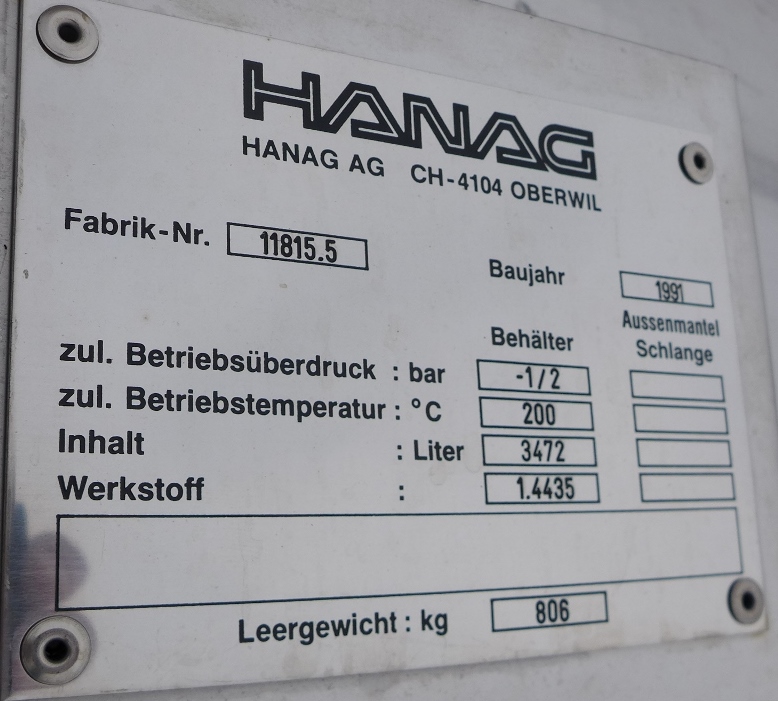 HANAG
HANAG AG CH-4104 OBERWIL
Fabrik-Nr. 11815.5
Baujahr 1991
Behälter Aussenmantel Schlange
zul. Betriebsüberdruck : bar -1/2
zul. Betriebstemperatur : °C 200
Inhalt : Liter 3472
Werkstoff : 1.4435
Leergewicht : kg 806